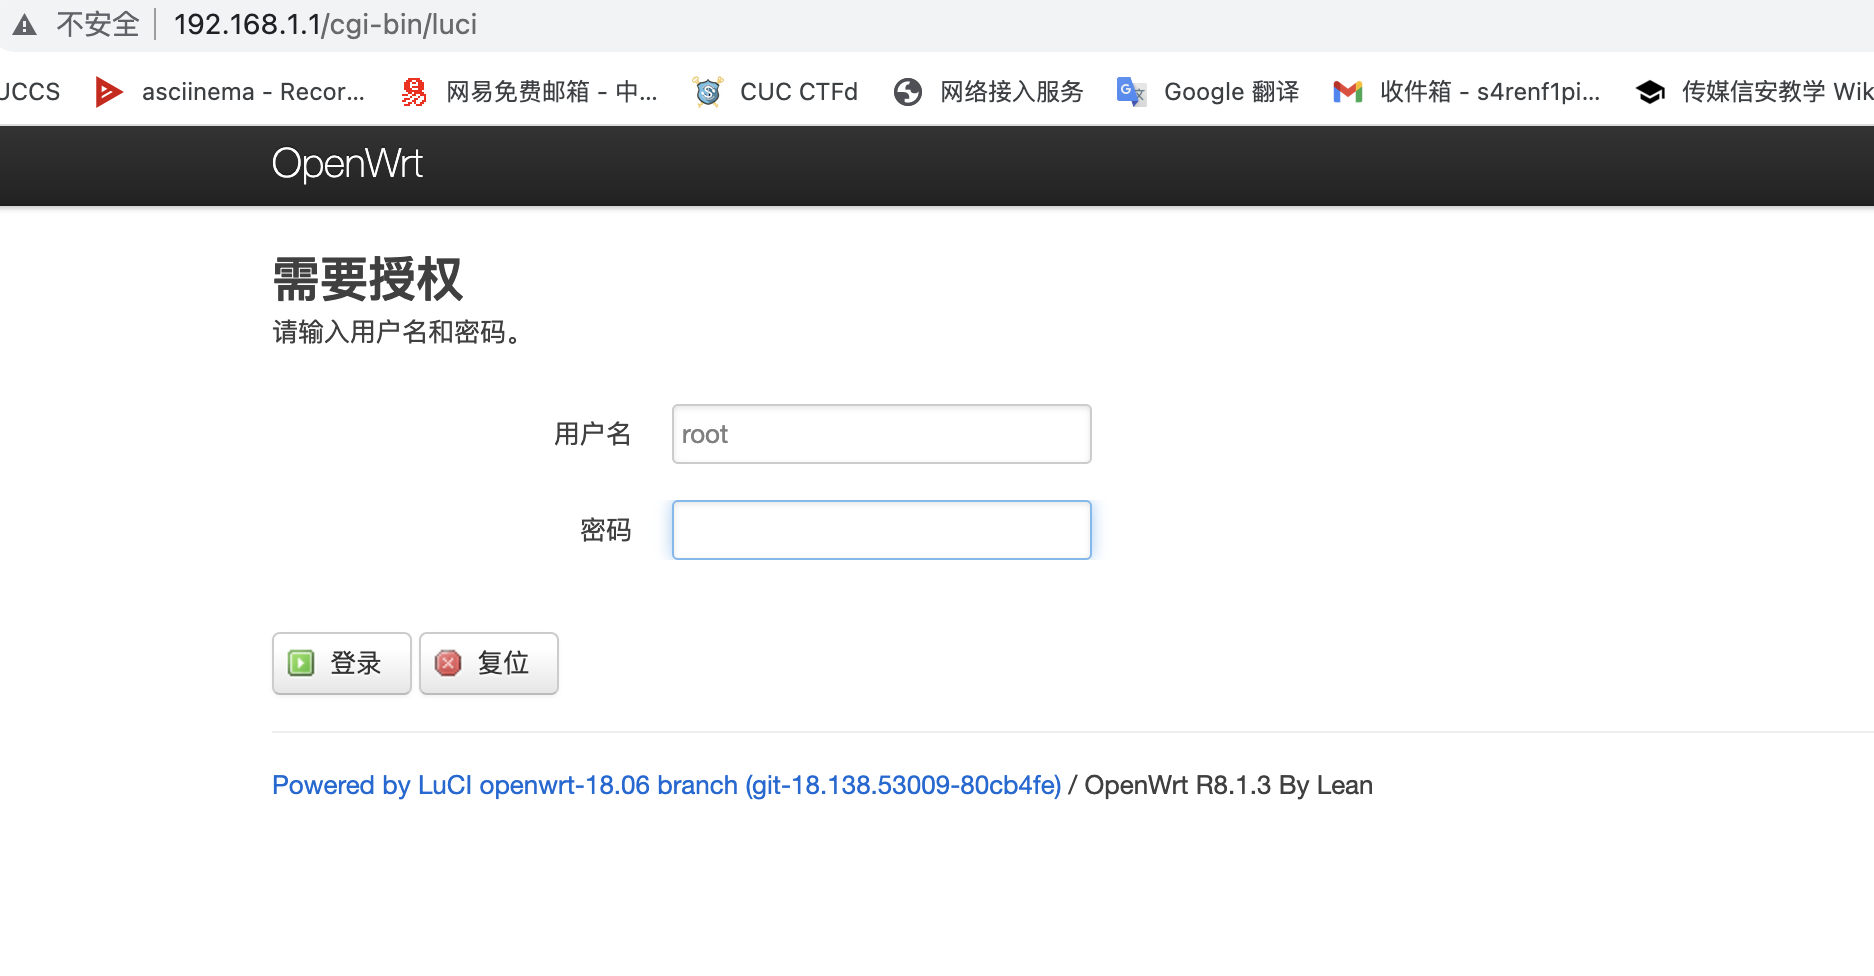 不安全 192.168.1.1/cgi-bin/luci
UCCS asciinema - Recor... 网易免费邮箱 - 中... CUC CTFd 网络接入服务 Google 翻译 收件箱 - s4renf1pi... 传媒信安教学 Wik
OpenWrt
需要授权
请输入用户名和密码。
用户名 root
密码
登录 复位
Powered by LuCI openwrt-18.06 branch (git-18.138.53009-80cb4fe) / OpenWrt R8.1.3 By Lean